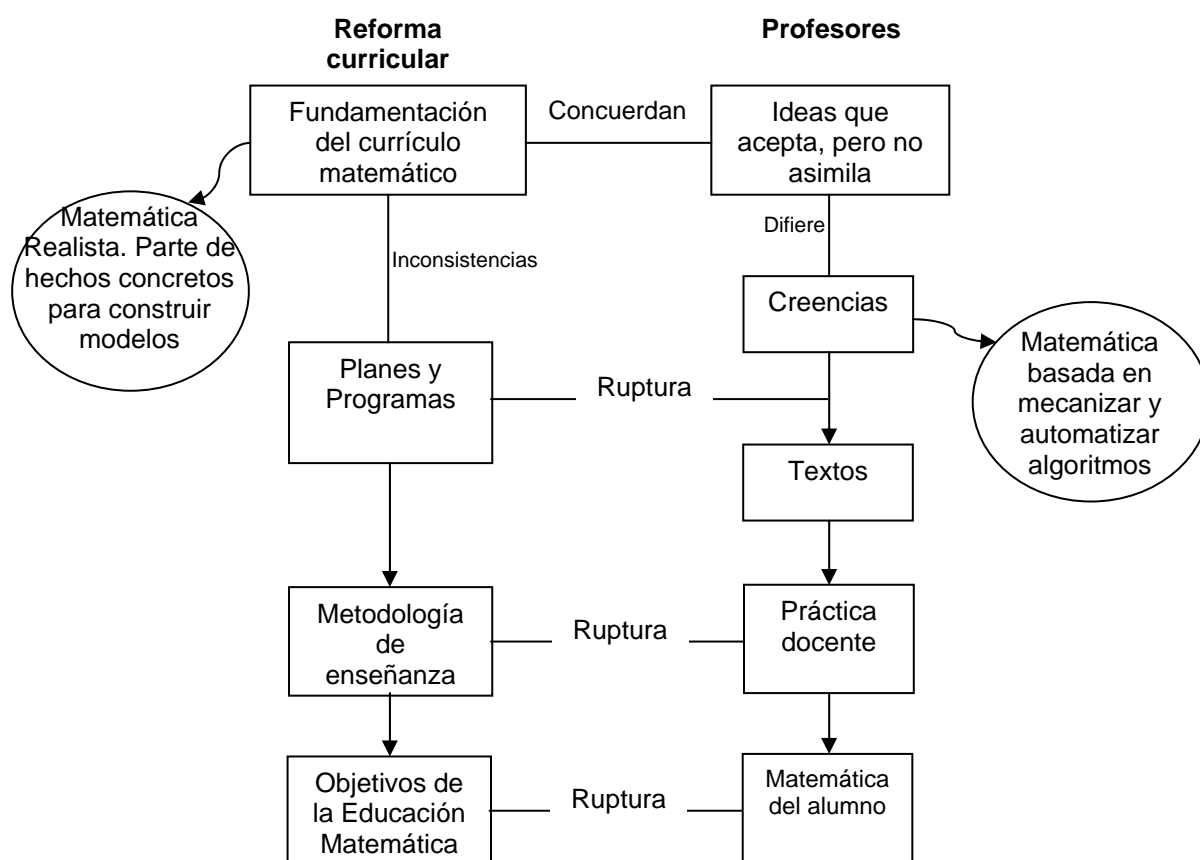 Reforma
curricular
Profesores
Fundamentación
del currículo
matemático
Concuerdan
Ideas que
acepta, pero no
asimila
Matemática
Realista. Parte de
hechos concretos
para construir
modelos
Inconsistencias
Difiere
Creencias
Matemática
basada en
mecanizar y
automatizar
algoritmos
Planes y
Programas
Ruptura
Textos
Metodología
de
enseñanza
Ruptura
Práctica
docente
Objetivos de
la Educación
Matemática
Ruptura
Matemática
del alumno